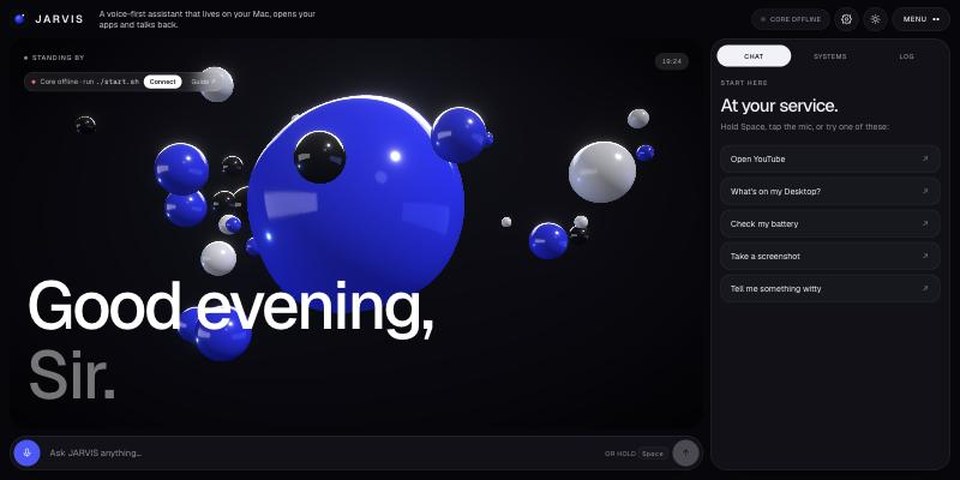 JARVIS
A voice-first assistant that lives on your Mac, opens your
apps and talks back.
CORE OFFLINE
MENU
STANDING BY
19:24
Core offline · run ./start.sh
Connect
Guide ↗
Good evening,
Sir.
Ask JARVIS anything…
OR HOLD Space
CHAT
SYSTEMS
LOG
START HERE
At your service.
Hold Space, tap the mic, or try one of these:
Open YouTube
What's on my Desktop?
Check my battery
Take a screenshot
Tell me something witty